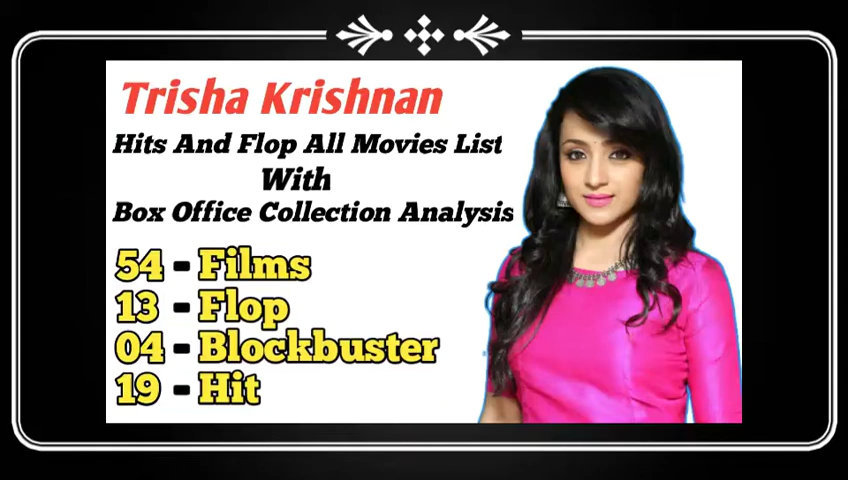 Trisha Krishnan
Hits And Flop All Movies List
With
Box Office Collection Analysis
54 - Films
13 - Flop
04 - Blockbuster
19 - Hit